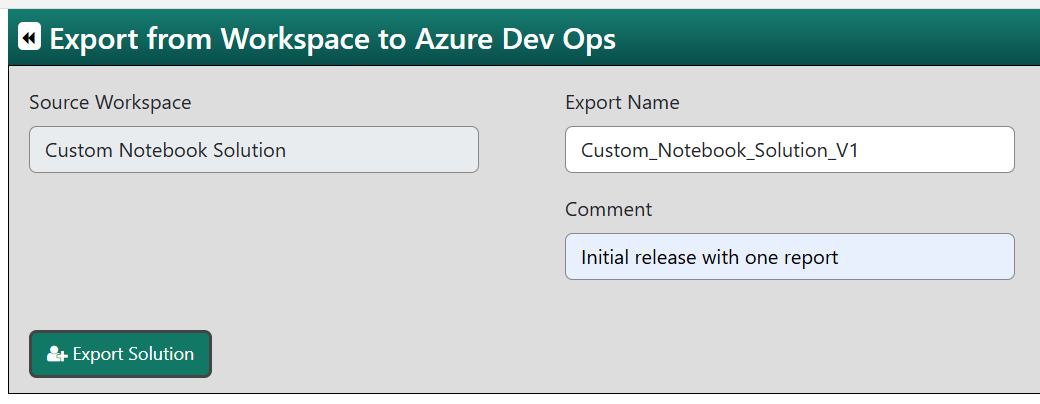 Export from Workspace to Azure Dev Ops
Source Workspace
Custom Notebook Solution
Export Name
Custom_Notebook_Solution_V1
Comment
Initial release with one report
Export Solution